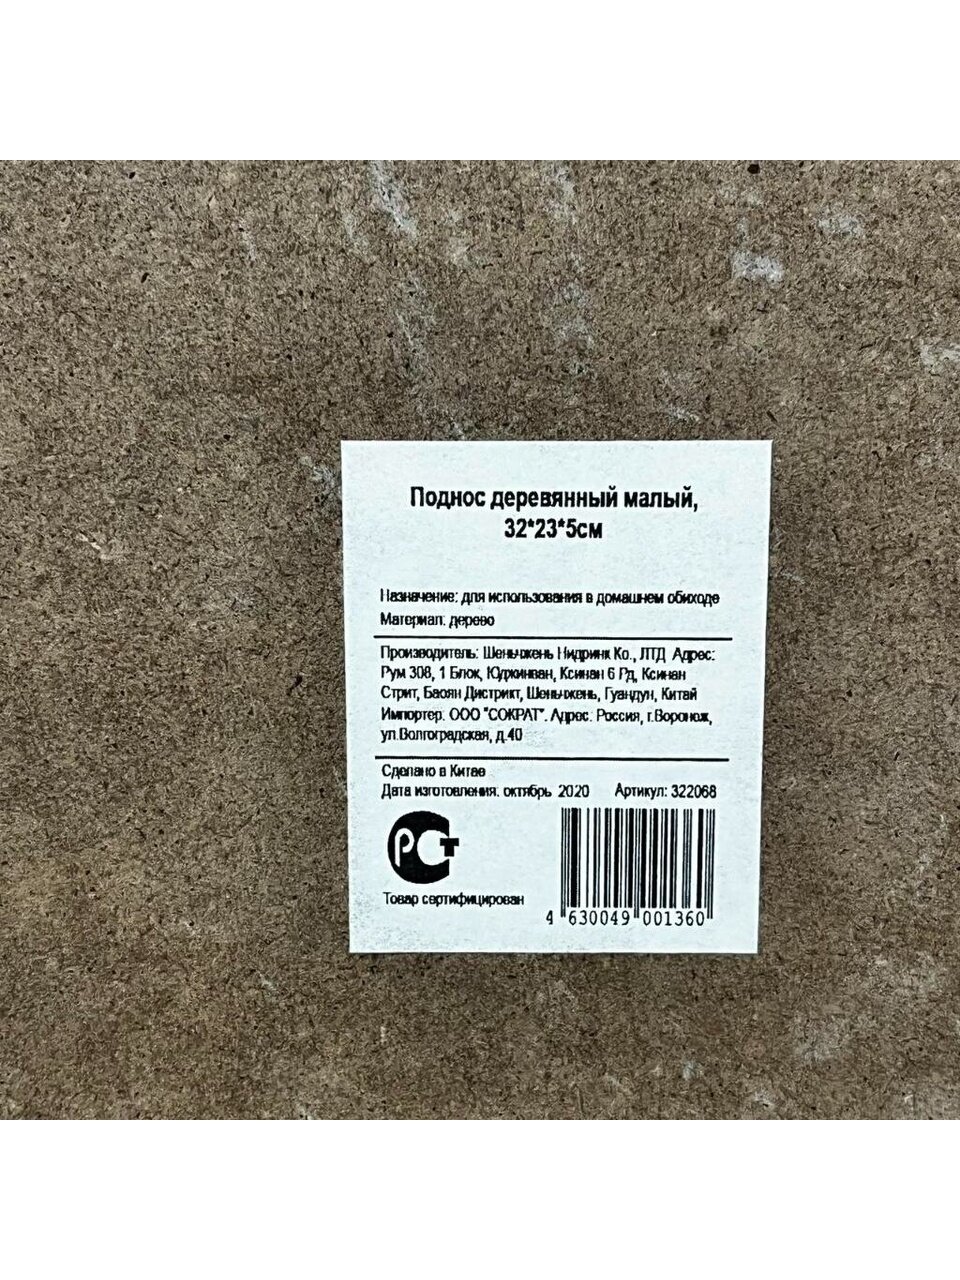 Поднос деревянный малый,
32*23*5см
Назначение: для использования в домашнем обиходе
Материал: дерево
Производитель: Шеньчжень Нидринк Ко., ЛТД Адрес:
Рум 308, 1 Блок, Юджинван, Ксинан 6 Рд, Ксинан
Стрит, Баоян Дистрикт, Шеньчжень, Гуандун, Китай
Импортер: ООО "СОКРАТ". Адрес: Россия, г.Воронеж,
ул.Волгоградская, д.40
Сделано в Китае
Дата изготовления: октябрь 2020 Артикул: 322068
РСТ
Товар сертифицирован
4 630049 001360